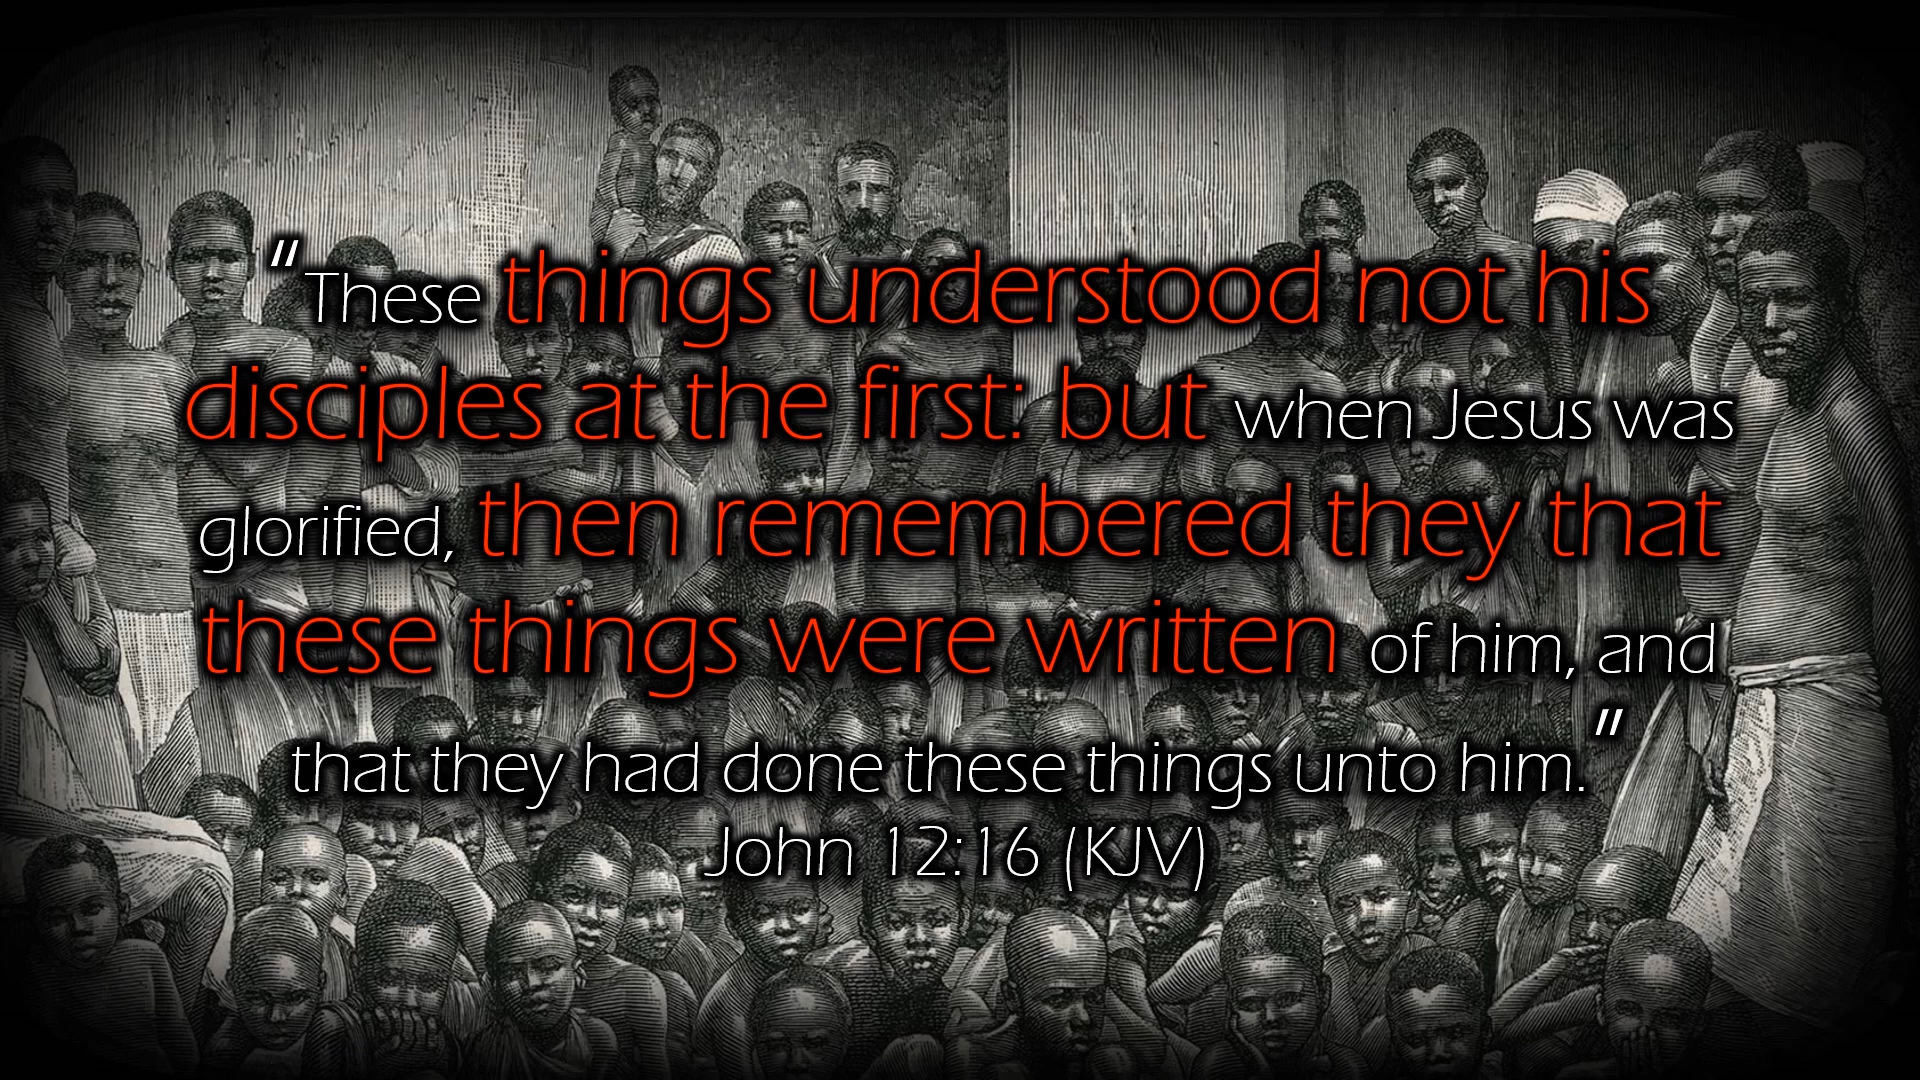 "These things understood not his
disciples at the first: but when Jesus was
glorified, then remembered they that
these things were written of him, and
that they had done these things unto him."
John 12:16 (KJV)